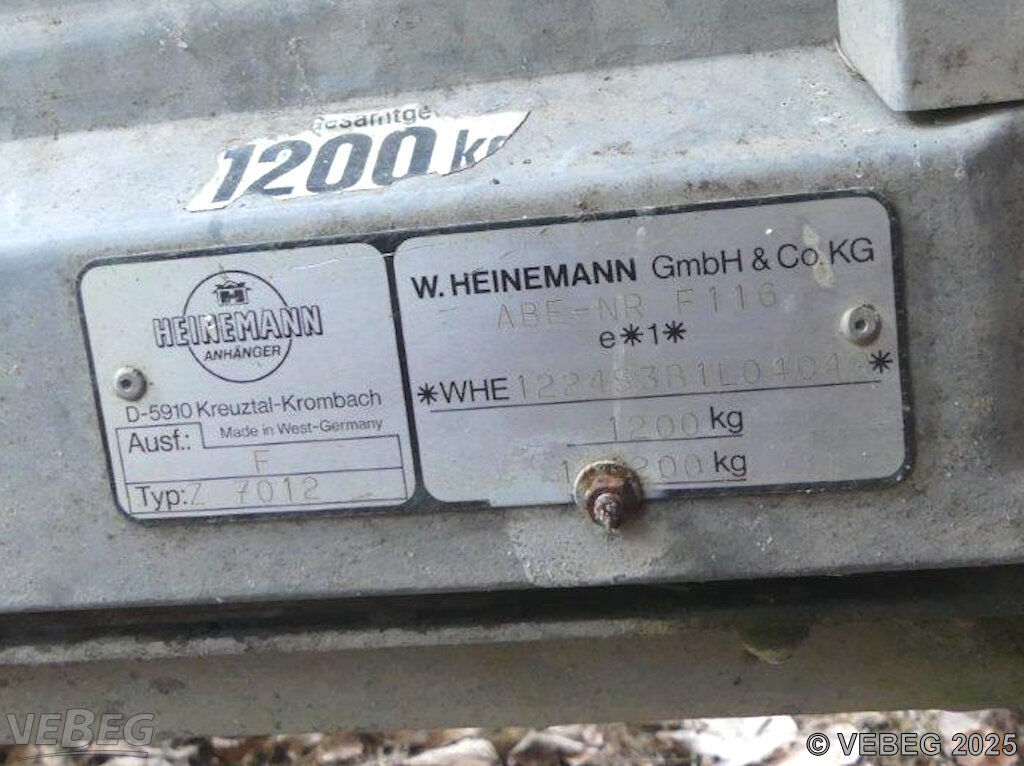 1200
HEINEMANN
ANHÄNGER
D-5910 Kreuztal-Krombach
Made in West-Germany
Ausf.:
F
Typ: Z 7012
W. HEINEMANN GmbH & Co. KG
ABE-NR F116
e*1*
*WHE
1200 kg
kg
VEBEG
© VEBEG 2025